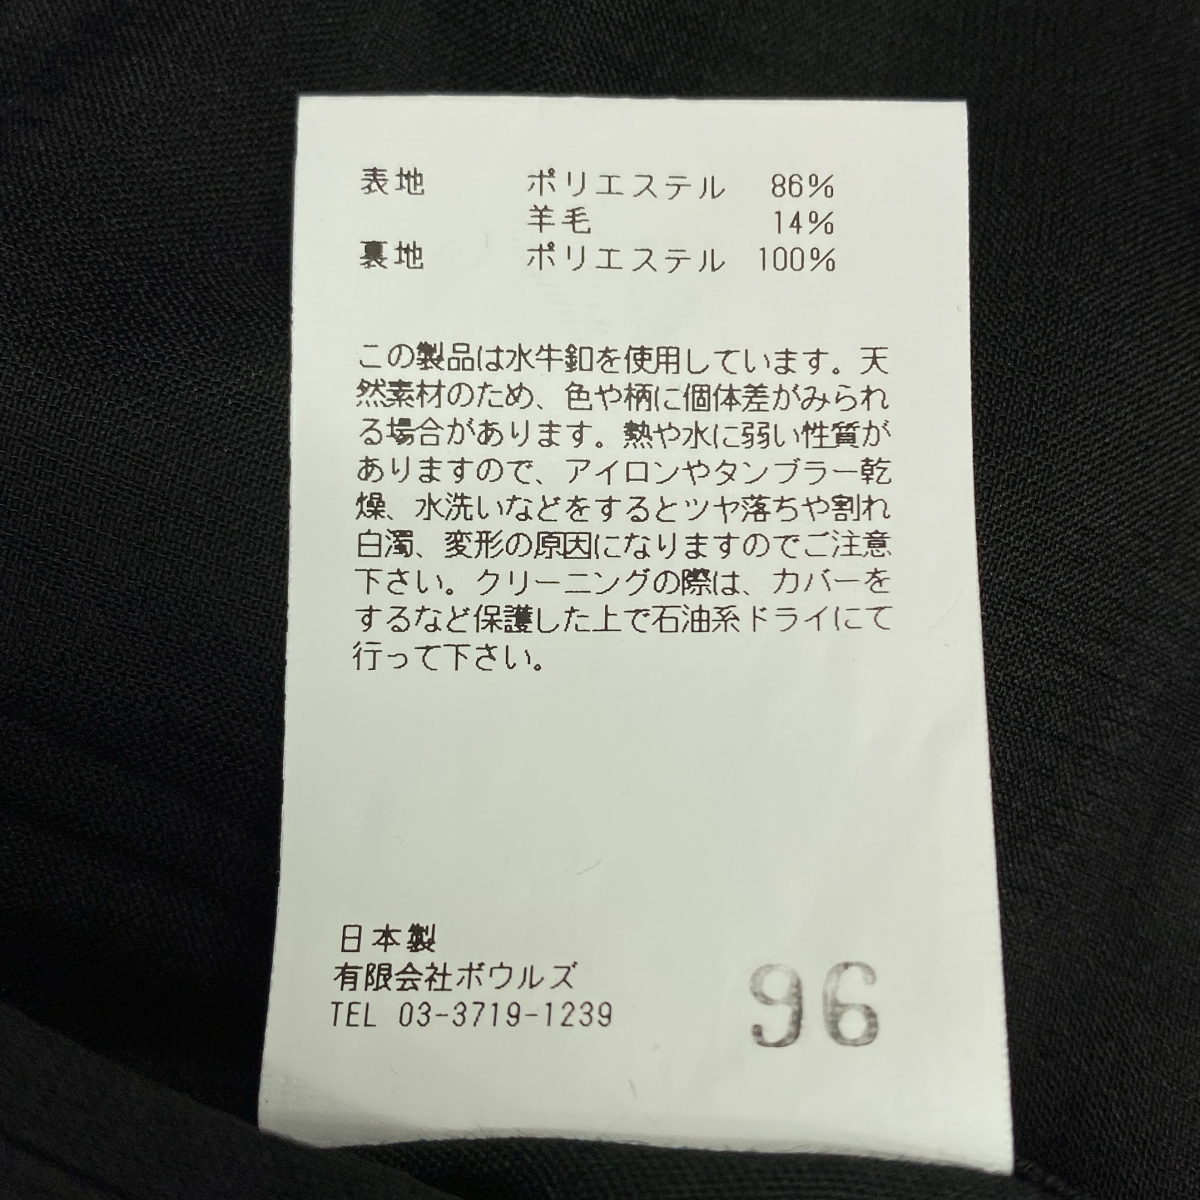 表地 ポリエステル 86%
羊毛 14%
裏地 ポリエステル 100%
この製品は水牛釦を使用しています。天
然素材のため、色や柄に個体差がみられ
る場合があります。熱や水に弱い性質が
ありますので、アイロンやタンブラー乾
燥、水洗いなどをするとツヤ落ちや割れ
白濁、変形の原因になりますのでご注意
下さい。クリーニングの際は、カバーを
するなど保護した上で石油系ドライにて
行って下さい。
日本製
有限会社ボウルズ
TEL 03-3719-1239
96